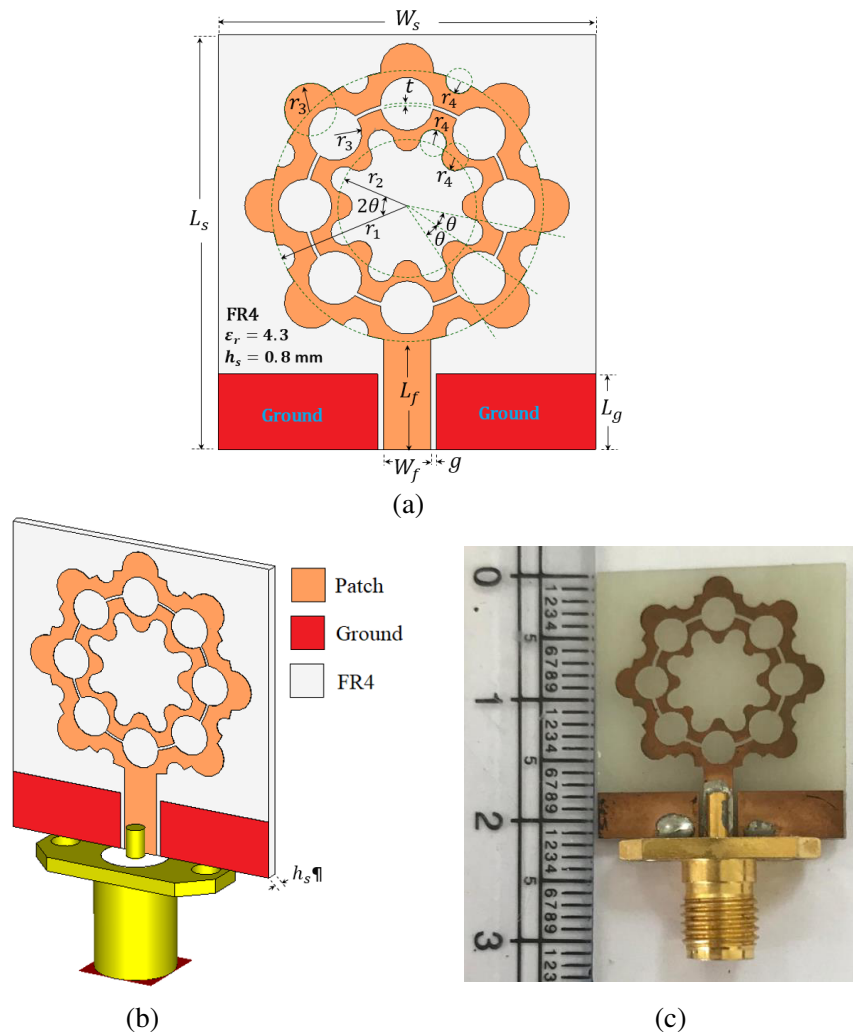 W_s
t
r_4
r_3
r_4
r_3
r_4
r_2
L_s
2θ
θ
r_1
θ
FR4
ε_r = 4.3
h_s = 0.8 mm
L_f
Ground
Ground
L_g
W_f
g
(a)
Patch
Ground
FR4
h_s¶
(b)
0
1234
5
6789
1
1234
5
6789
2
1234
5
6789
3
123
(c)